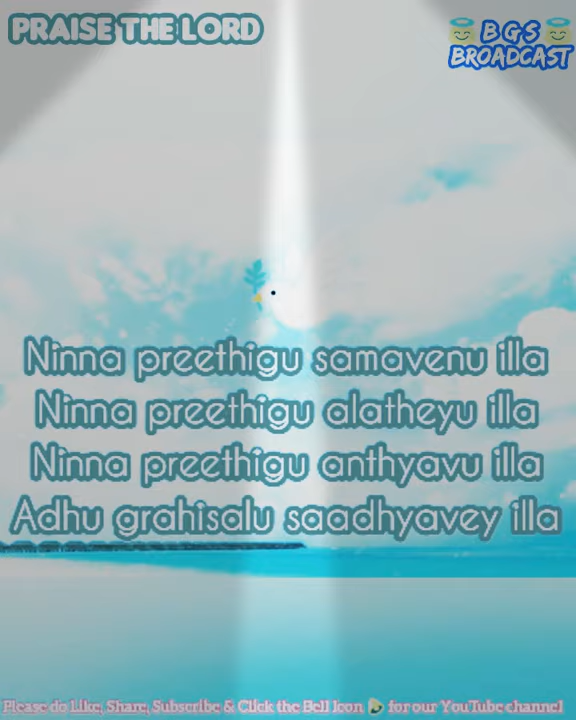 PRAISE THE LORD
BGS
BROADCAST
Ninna preethigu samavenu illa
Ninna preethigu alatheyu illa
Ninna preethigu anthyavu illa
Adhu grahisalu saadhyavey illa
Please do Like, Share, Subscribe & Click the Bell Icon for our YouTube channel